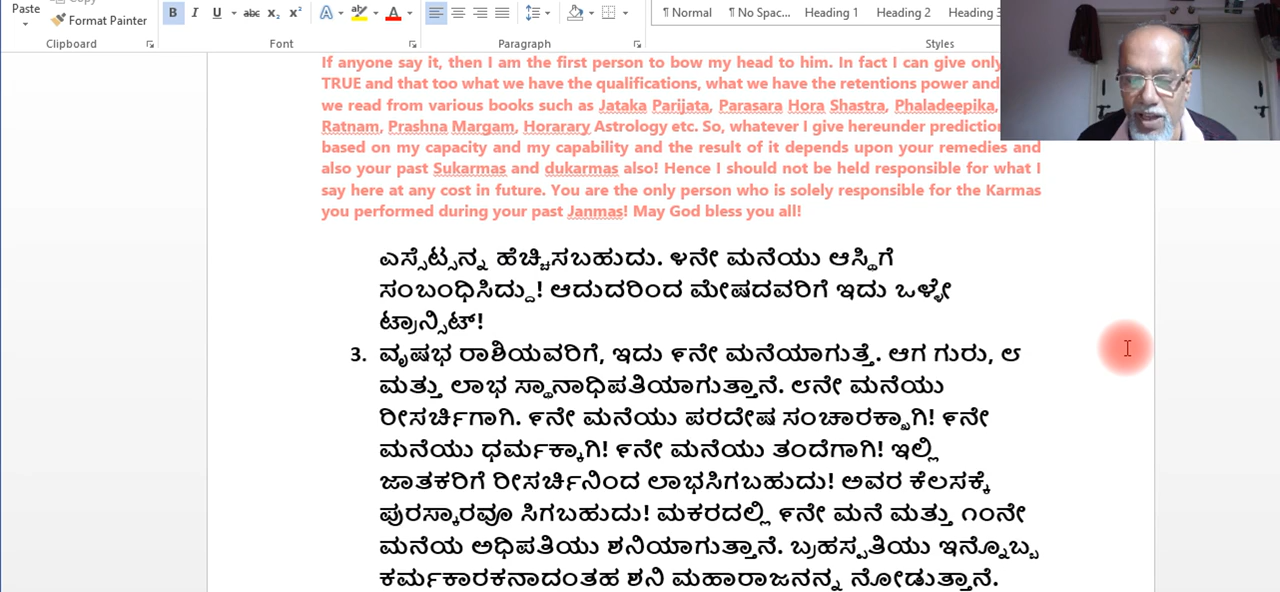 Copy
Paste
Format Painter
B I U abc x₂ x² A ab A
¶ Normal ¶ No Spac... Heading 1 Heading 2 Heading 3
Clipboard Font Paragraph Styles
If anyone say it, then I am the first person to bow my head to him. In fact I can give only
TRUE and that too what we have the qualifications, what we have the retentions power and
we read from various books such as Jataka Parijata, Parasara Hora Shastra, Phaladeepika,
Ratnam, Prashna Margam, Horarary Astrology etc. So, whatever I give hereunder prediction
based on my capacity and my capability and the result of it depends upon your remedies and
also your past Sukarmas and dukarmas also! Hence I should not be held responsible for what I
say here at any cost in future. You are the only person who is solely responsible for the Karmas
you performed during your past Janmas! May God bless you all!
ಎಸ್ಸೆಟ್ಸನ್ನ ಹೆಚ್ಚಿಸಬಹುದು. ೪ನೇ ಮನೆಯು ಆಸ್ಥಿಗೆ
ಸಂಬಂಧಿಸಿದ್ದು! ಆದುದರಿಂದ ಮೇಷದವರಿಗೆ ಇದು ಒಳ್ಳೇ
ಟ್ರಾನ್ಸಿಟ್!
3. ವೃಷಭ ರಾಶಿಯವರಿಗೆ, ಇದು ೯ನೇ ಮನೆಯಾಗುತ್ತೆ. ಆಗ ಗುರು, ೮
ಮತ್ತು ಲಾಭ ಸ್ಥಾನಾಧಿಪತಿಯಾಗುತ್ತಾನೆ. ೮ನೇ ಮನೆಯು
ರೀಸರ್ಚಿಗಾಗಿ. ೯ನೇ ಮನೆಯು ಪರದೇಷ ಸಂಚಾರಕ್ಖಾಗಿ! ೯ನೇ
ಮನೆಯು ಧರ್ಮಕ್ಕಾಗಿ! ೯ನೇ ಮನೆಯು ತಂದೆಗಾಗಿ! ಇಲ್ಲಿ
ಜಾತಕರಿಗೆ ರೀಸರ್ಚಿನಿಂದ ಲಾಭಸಿಗಬಹುದು! ಅವರ ಕೆಲಸಕ್ಕೆ
ಪುರಸ್ಕಾರವೂ ಸಿಗಬಹುದು! ಮಕರದಲ್ಲಿ ೯ನೇ ಮನೆ ಮತ್ತು ೧೦ನೇ
ಮನೆಯ ಅಧಿಪತಿಯು ಶನಿಯಾಗುತ್ತಾನೆ. ಬ್ರಹಸ್ಪತಿಯು ಇನ್ನೊಬ್ಬ
ಕರ್ಮಕಾರಕನಾದಂತಹ ಶನಿ ಮಹಾರಾಜನನ್ನ ನೋಡುತ್ತಾನೆ.